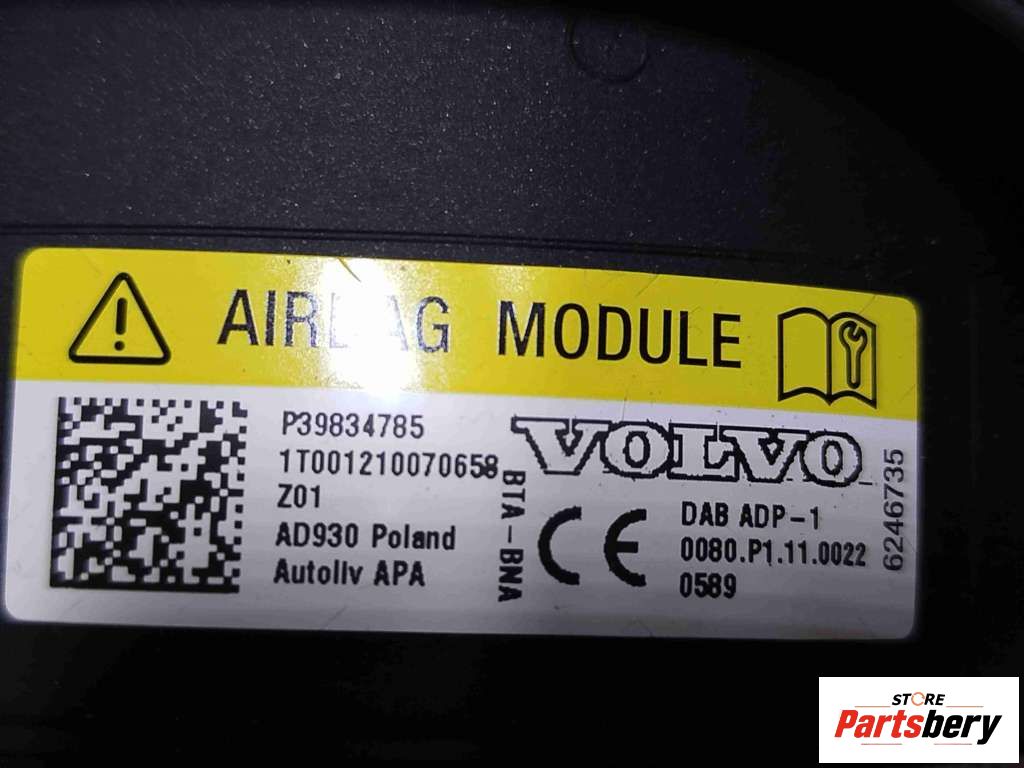 AIRBAG MODULE
P39834785
1T001210070658
Z01
AD930 Poland
Autoliv APA
BTA-BNA
VOLVO
CE
DAB ADP-1
0080.P1.11.0022
0589
6246735
STORE
Partsbery